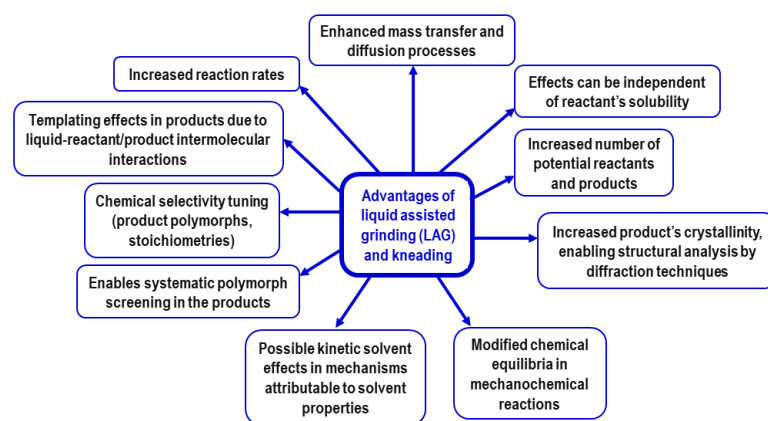 Enhanced mass transfer and
diffusion processes
Increased reaction rates
Effects can be independent
of reactant's solubility
Templating effects in products due to
liquid-reactant/product intermolecular
interactions
Increased number of
potential reactants
and products
Advantages of
liquid assisted
grinding (LAG)
and kneading
Chemical selectivity tuning
(product polymorphs,
stoichiometries)
Increased product's crystallinity,
enabling structural analysis by
diffraction techniques
Enables systematic polymorph
screening in the products
Possible kinetic solvent
effects in mechanisms
attributable to solvent
properties
Modified chemical
equilibria in
mechanochemical
reactions